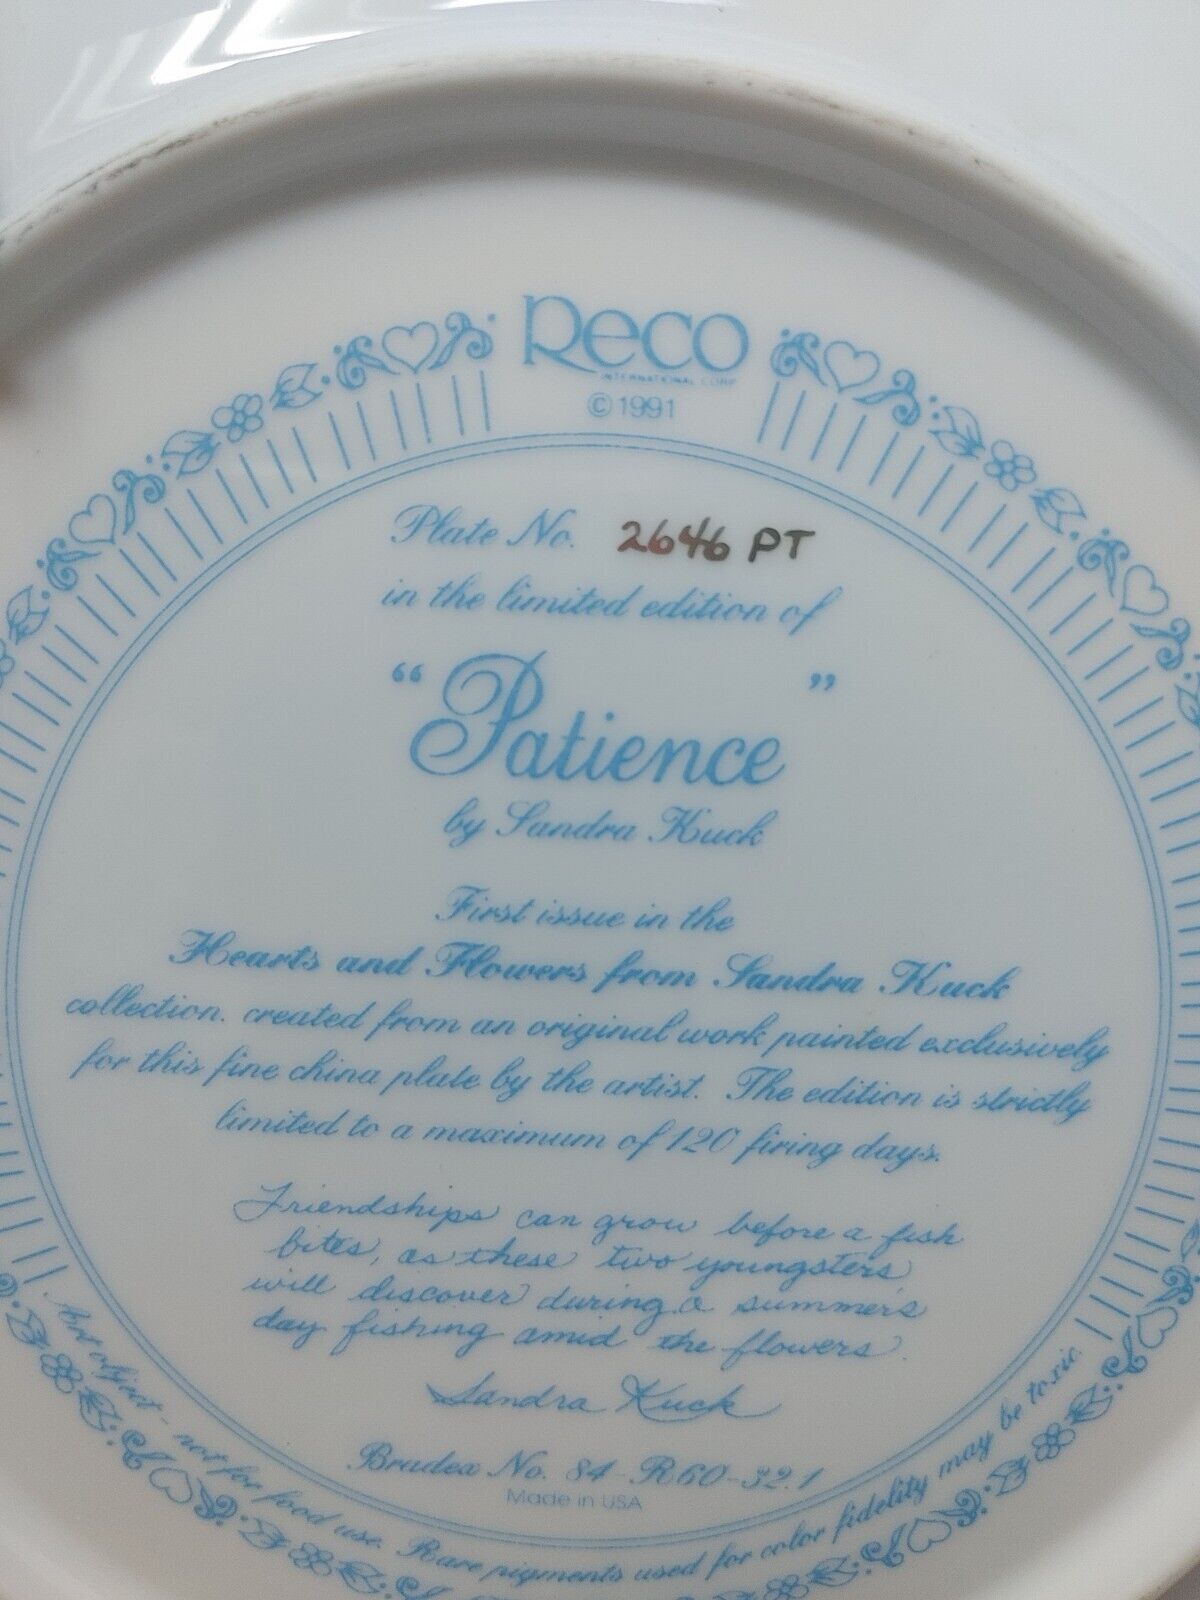 Reco
INTERNATIONAL CORP
© 1991
Plate No. 2646 PT
in the limited edition of
“Patience”
by Sandra Kuck
First issue in the
Hearts and Flowers from Sandra Kuck
collection, created from an original work painted exclusively
for this fine china plate by the artist. The edition is strictly
limited to a maximum of 120 firing days.
Friendships can grow before a fish
bites, as these two youngsters
will discover during a summer's
day fishing amid the flowers.
Sandra Kuck
Bradex No. 84-R60-32.1
Made in USA
Art object - not for food use. Rare pigments used for color fidelity may be toxic.